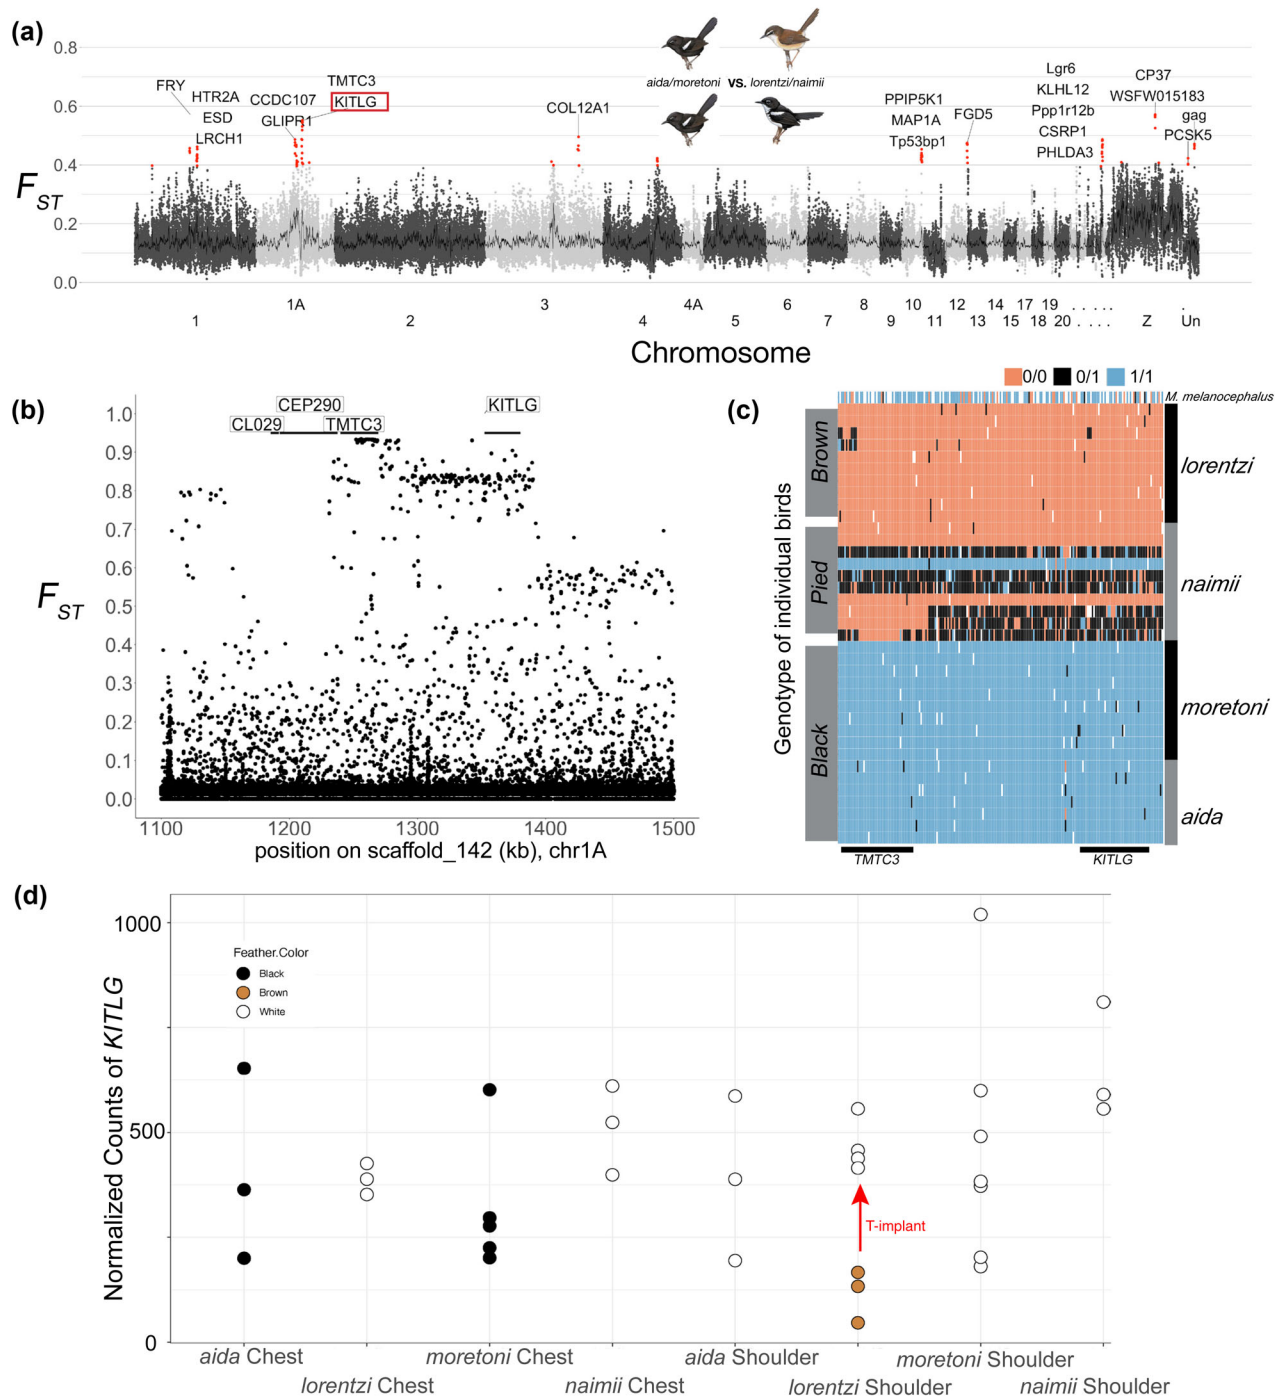 (a)
0.8
0.6
0.4
0.2
0.0
FST
FRY
HTR2A
ESD
LRCH1
CCDC107
GLIPR1
TMTC3
KITLG
COL12A1
aida/moretoni vs. lorentzi/naimii
PPIP5K1
MAP1A
Tp53bp1
FGD5
Lgr6
KLHL12
Ppp1r12b
CSRP1
PHLDA3
CP37
WSFW015183
gag
PCSK5
1A 3 4A 6 8 10 12 14 17 19 . . . . . .
1 2 4 5 7 9 11 13 15 18 20 . . . . Z Un
Chromosome
(b)
1.0
0.9
0.8
0.7
0.6
0.5
0.4
0.3
0.2
0.1
0.0
FST
CEP290
CL029
TMTC3
KITLG
1100 1200 1300 1400 1500
position on scaffold_142 (kb), chr1A
(c)
0/0 0/1 1/1
M. melanocephalus
Genotype of individual birds
Brown
Pied
Black
lorentzi
naimii
moretoni
aida
TMTC3
KITLG
(d)
Normalized Counts of KITLG
1000
500
0
Feather.Color
Black
Brown
White
T-implant
aida Chest
lorentzi Chest
moretoni Chest
naimii Chest
aida Shoulder
lorentzi Shoulder
moretoni Shoulder
naimii Shoulder